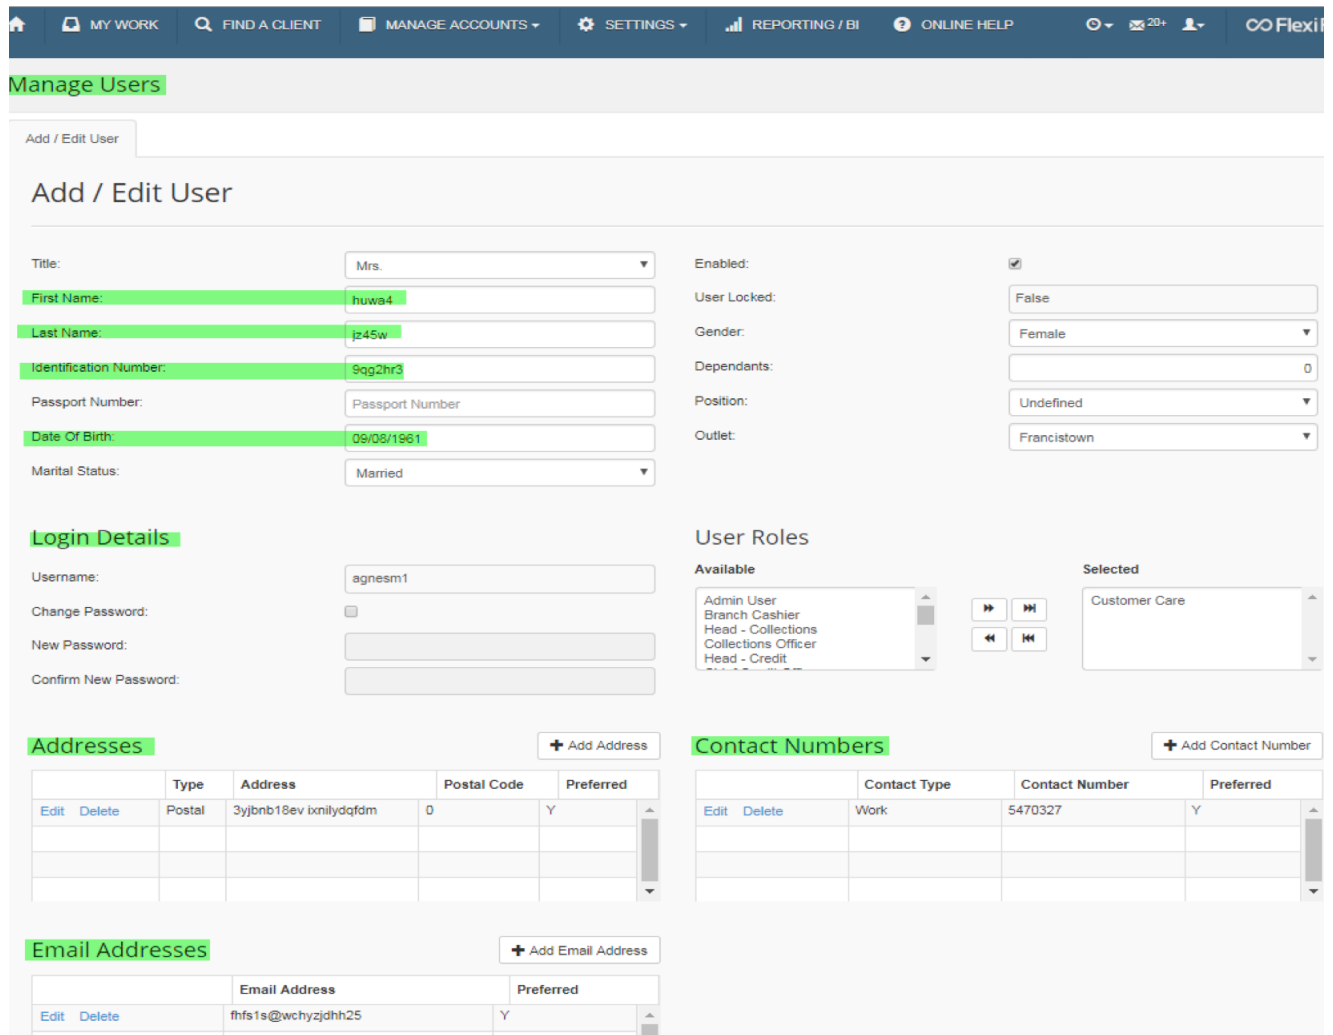 MY WORK FIND A CLIENT MANAGE ACCOUNTS SETTINGS REPORTING / BI ONLINE HELP 20+
Manage Users
Add / Edit User
Add / Edit User
Title: Mrs. Enabled:
First Name: huwa4 User Locked: False
Last Name: jz45w Gender: Female
Identification Number: 9qg2hr3 Dependants: 0
Passport Number: Passport Number Position: Undefined
Date Of Birth: 09/08/1961 Outlet: Francistown
Marital Status: Married
Login Details User Roles
Available Selected
Username: agnesm1
Change Password:
New Password:
Confirm New Password:
Admin User
Branch Cashier
Head - Collections
Collections Officer
Head - Credit
Customer Care
Addresses Add Address
Type Address Postal Code Preferred
Edit Delete Postal 3yjbnb18ev ixnilydqfdm 0 Y
Contact Numbers Add Contact Number
Contact Type Contact Number Preferred
Edit Delete Work 5470327 Y
Email Addresses Add Email Address
Email Address Preferred
Edit Delete fhfs1s@wchyzjdhh25 Y